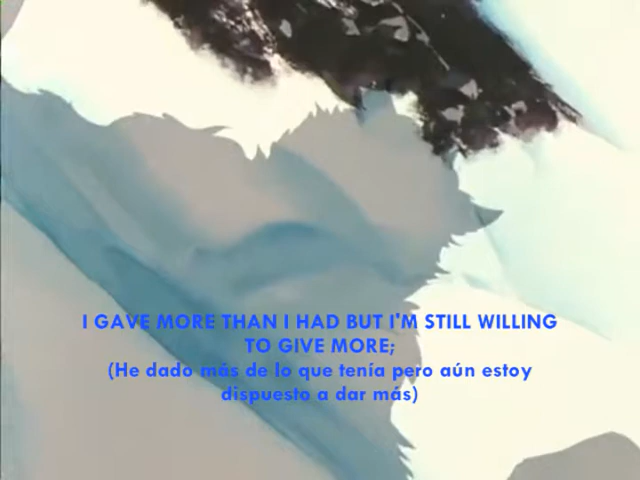 I GAVE MORE THAN I HAD BUT I'M STILL WILLING
TO GIVE MORE;
(He dado más de lo que tenía pero aún estoy
dispuesto a dar más)